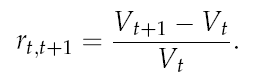 r_{t,t+1} = \frac{V_{t+1} - V_t}{V_t}.